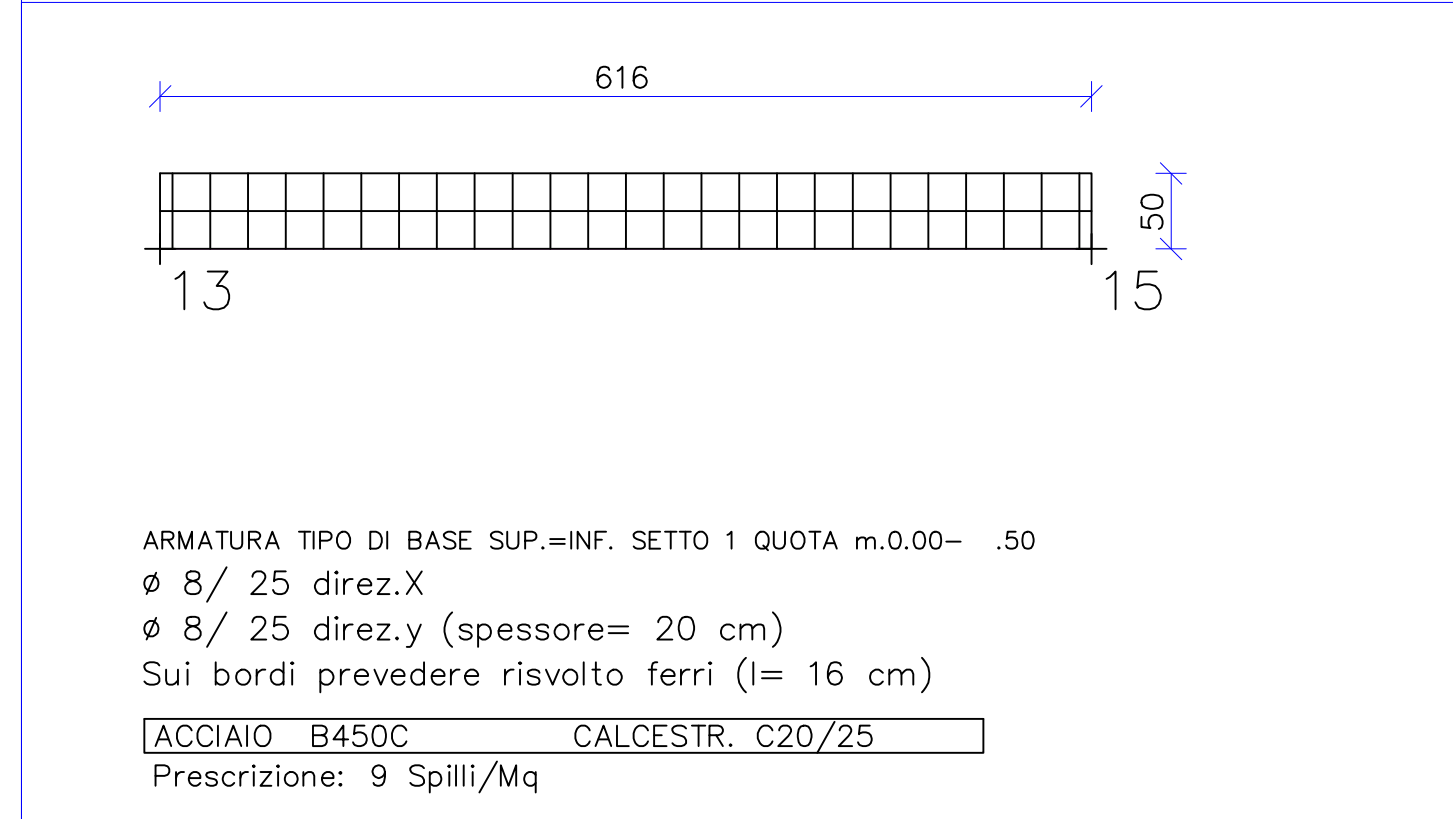 616
50
13
15
ARMATURA TIPO DI BASE SUP.=INF. SETTO 1 QUOTA m.0.00– .50
ø 8/ 25 direz.X
ø 8/ 25 direz.y (spessore= 20 cm)
Sui bordi prevedere risvolto ferri (l= 16 cm)
ACCIAIO B450C CALCESTR. C20/25
Prescrizione: 9 Spilli/Mq